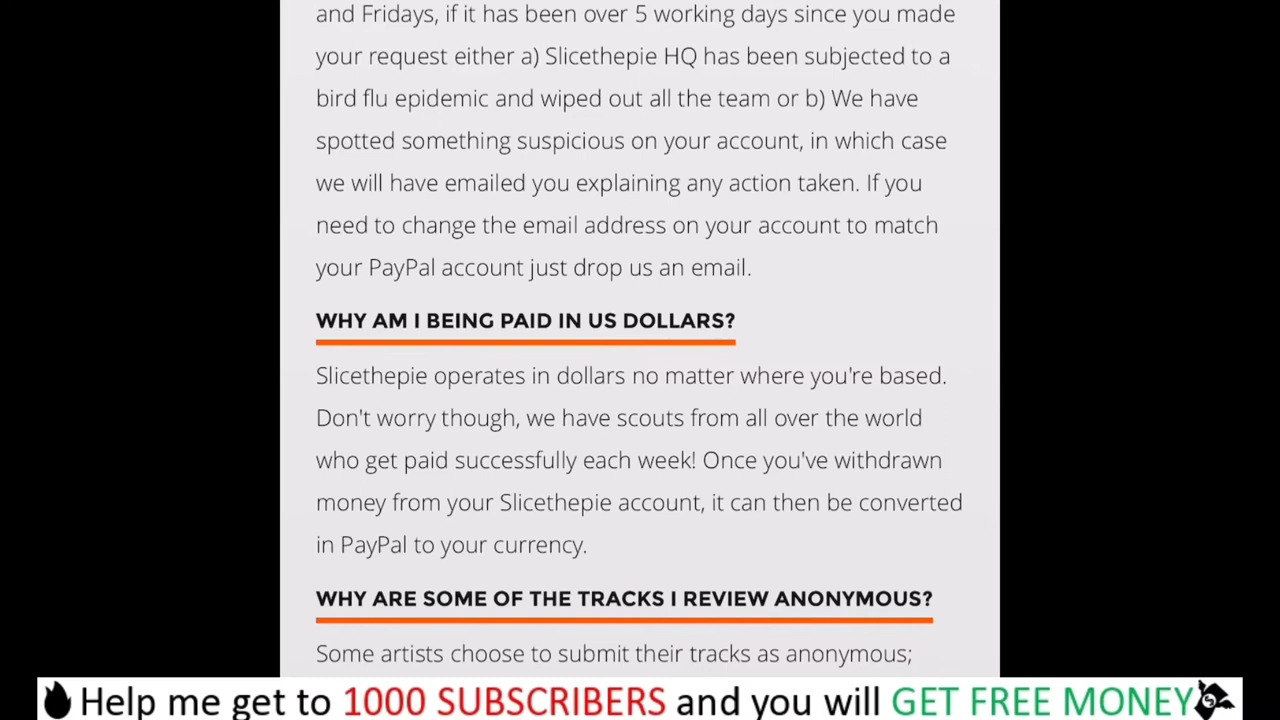 and Fridays, if it has been over 5 working days since you made
your request either a) Slicethepie HQ has been subjected to a
bird flu epidemic and wiped out all the team or b) We have
spotted something suspicious on your account, in which case
we will have emailed you explaining any action taken. If you
need to change the email address on your account to match
your PayPal account just drop us an email.
WHY AM I BEING PAID IN US DOLLARS?
Slicethepie operates in dollars no matter where you're based.
Don't worry though, we have scouts from all over the world
who get paid successfully each week! Once you've withdrawn
money from your Slicethepie account, it can then be converted
in PayPal to your currency.
WHY ARE SOME OF THE TRACKS I REVIEW ANONYMOUS?
Some artists choose to submit their tracks as anonymous;
Help me get to 1000 SUBSCRIBERS and you will GET FREE MONEY